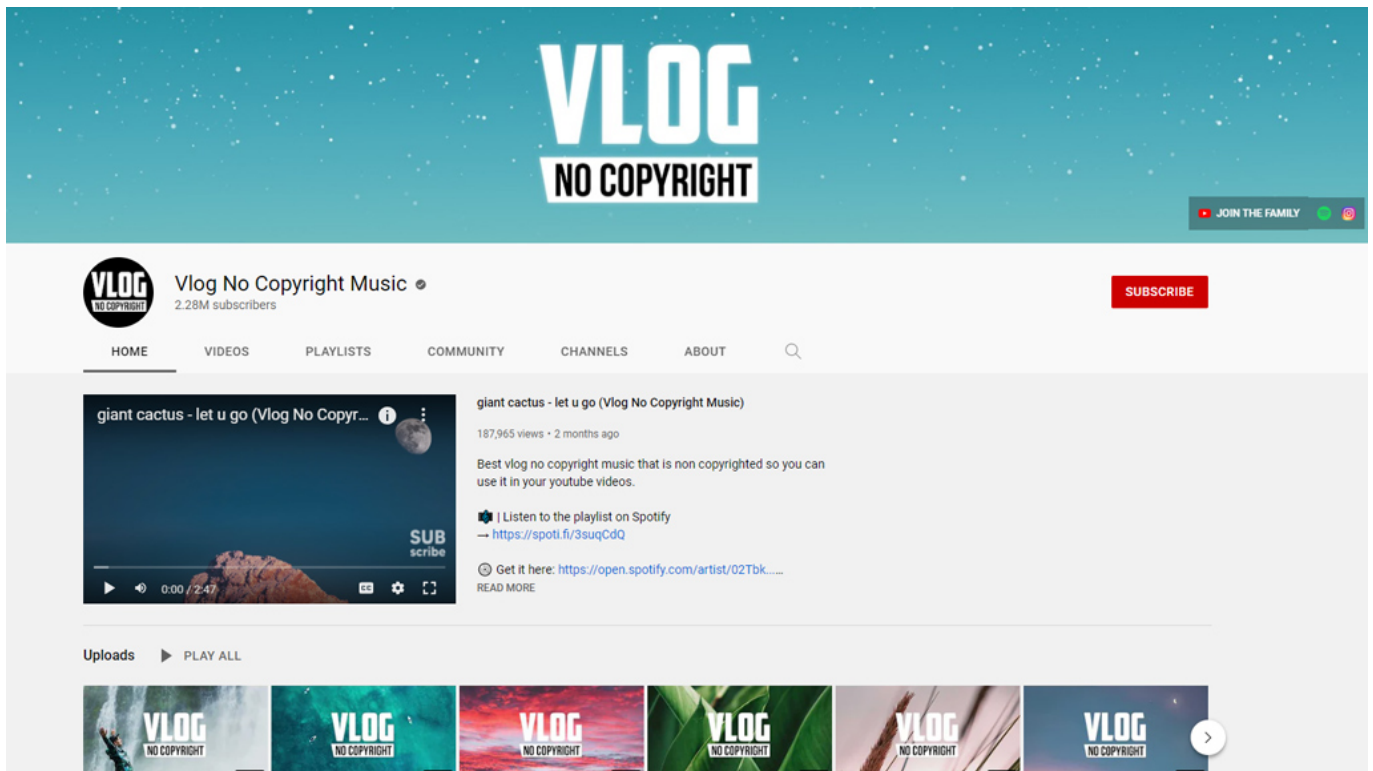 VLOG
NO COPYRIGHT
JOIN THE FAMILY
VLOG
NO COPYRIGHT
Vlog No Copyright Music
2.28M subscribers
SUBSCRIBE
HOME VIDEOS PLAYLISTS COMMUNITY CHANNELS ABOUT
giant cactus - let u go (Vlog No Copyr...
SUB
scribe
0:00 / 2:47
giant cactus - let u go (Vlog No Copyright Music)
187,965 views • 2 months ago
Best vlog no copyright music that is non copyrighted so you can
use it in your youtube videos.
| Listen to the playlist on Spotify
→ https://spoti.fi/3suqCdQ
Get it here: https://open.spotify.com/artist/02Tbk......
READ MORE
Uploads PLAY ALL
VLOG
NO COPYRIGHT
VLOG
NO COPYRIGHT
VLOG
NO COPYRIGHT
VLOG
NO COPYRIGHT
VLOG
NO COPYRIGHT
VLOG
NO COPYRIGHT